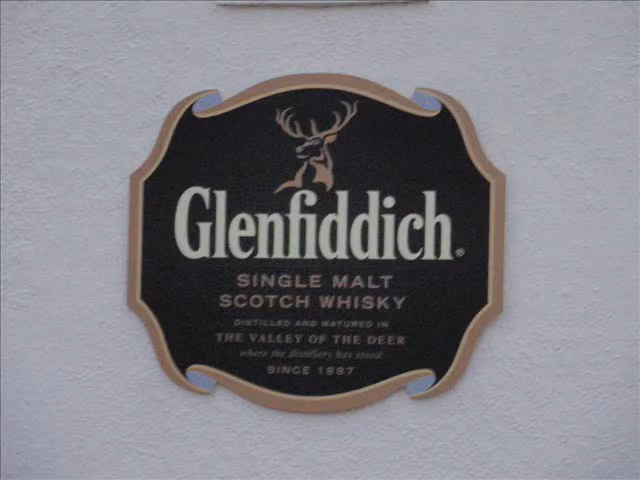 Glenfiddich®
SINGLE MALT
SCOTCH WHISKY
DISTILLED AND MATURED IN
THE VALLEY OF THE DEER
where the distillery has stood
SINCE 1887